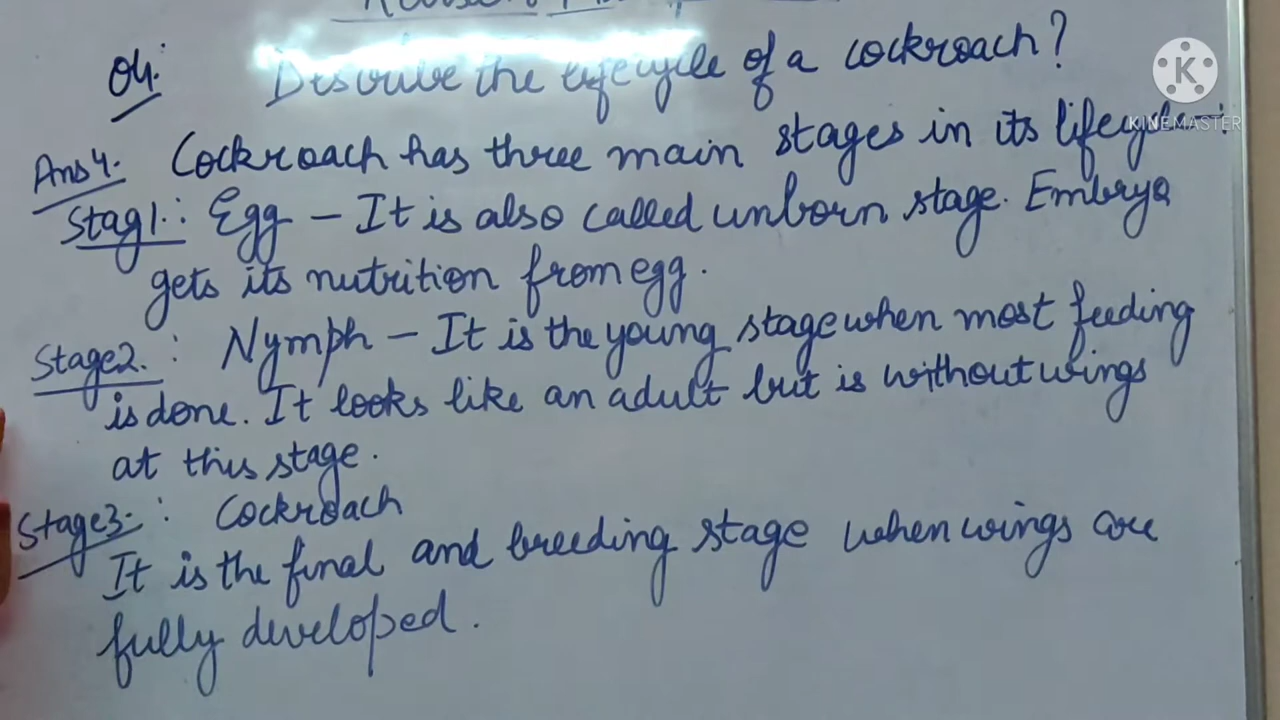 Q4: Describe the lifecycle of a cockroach?
KINEMASTER
Ans 4. Cockroach has three main stages in its lifecycle:
Stag1.: Egg - It is also called unborn stage. Embryo
gets its nutrition from egg.
Stage2.: Nymph - It is the young stage when most feeding
is done. It looks like an adult but is without wings
at this stage.
Stage3.: Cockroach
It is the final and breeding stage when wings are
fully developed.